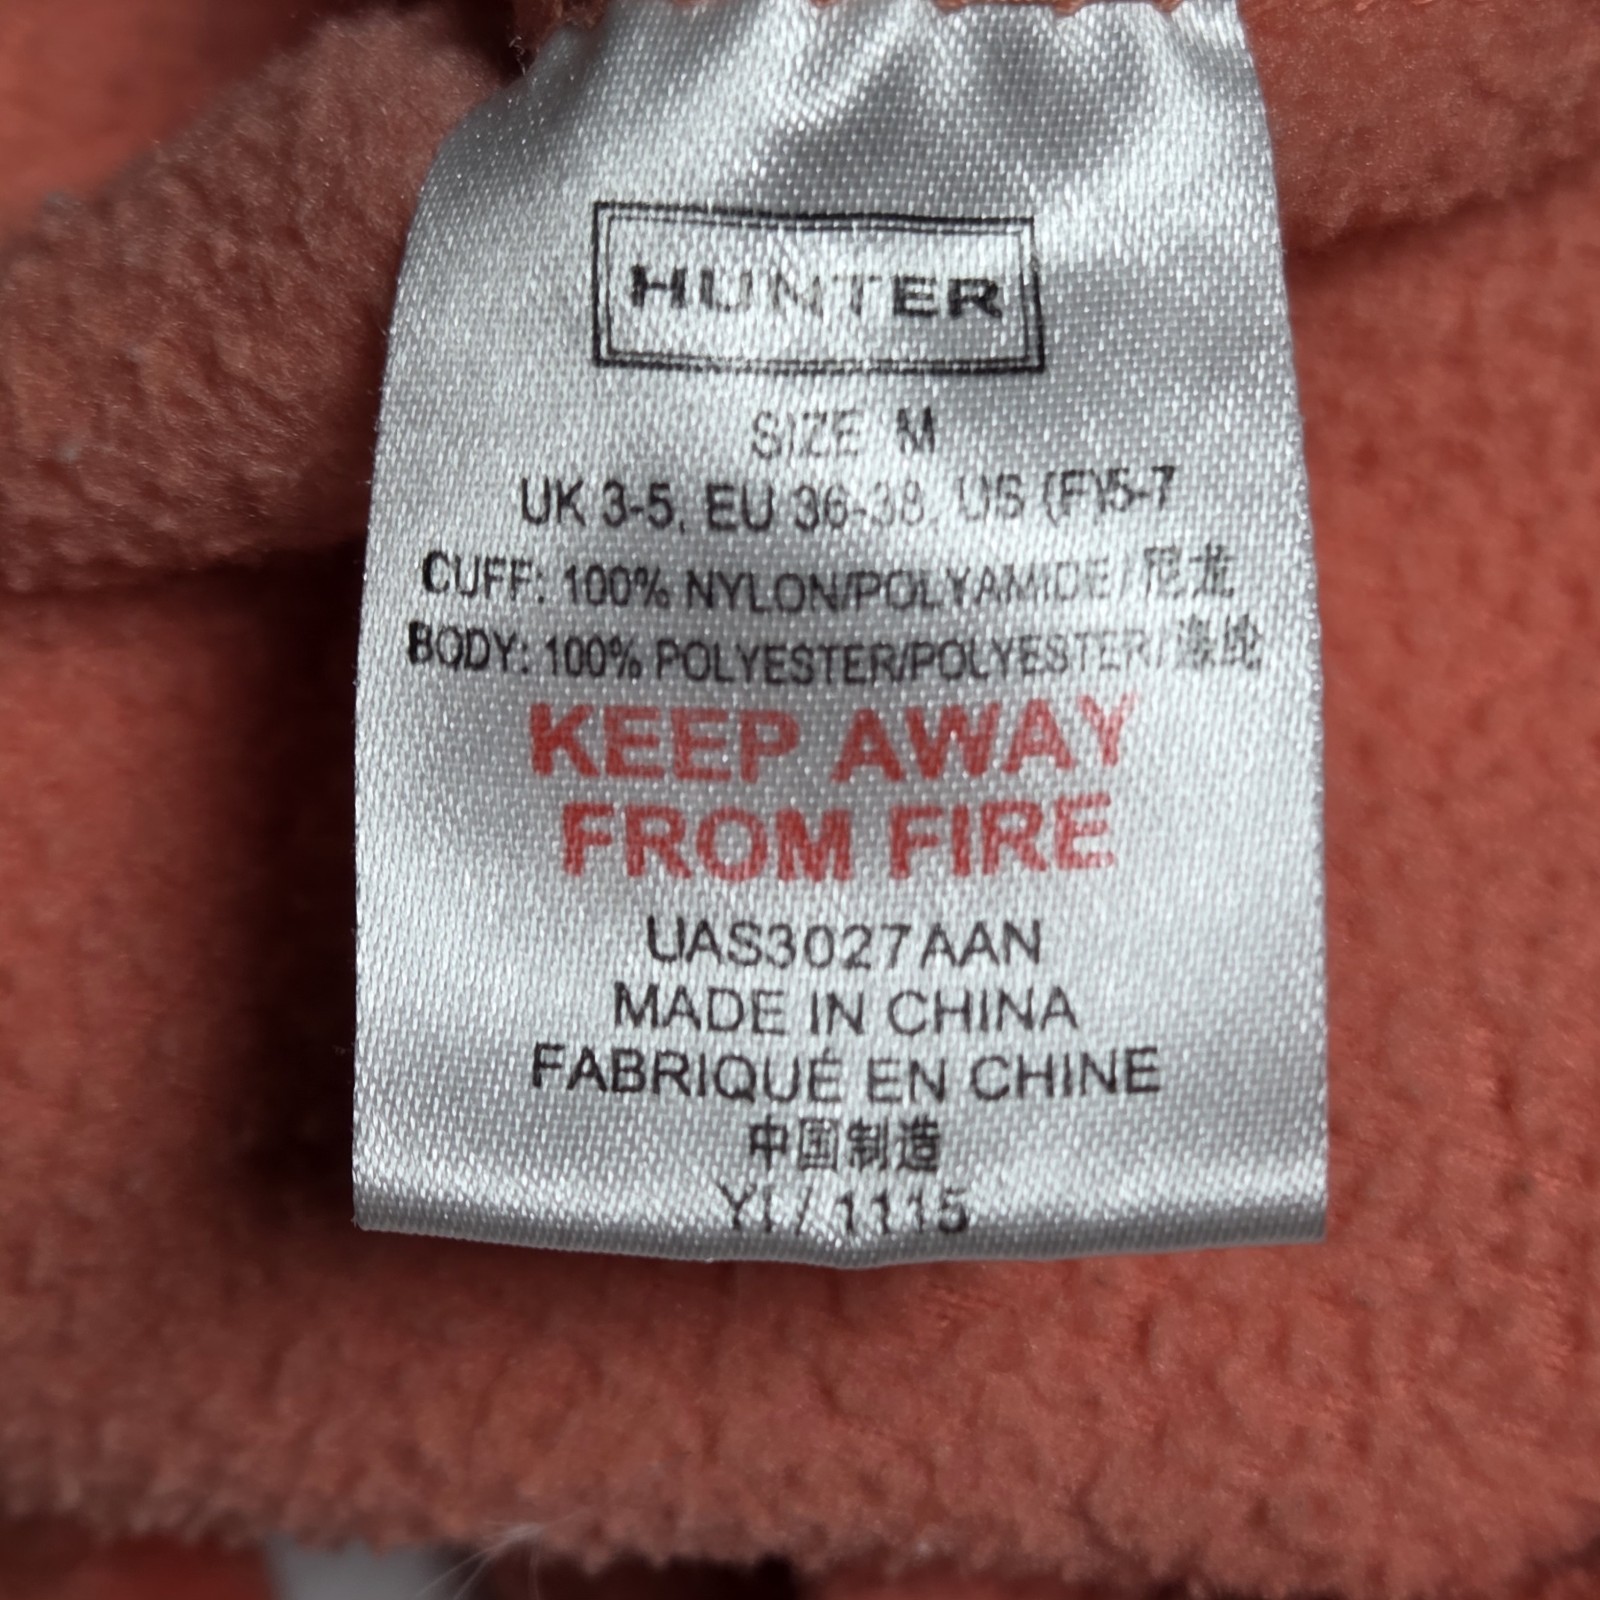 HUNTER
SIZE M
UK 3-5, EU 36-38, US (F)5-7
CUFF: 100% NYLON/POLYAMIDE/尼龙
BODY: 100% POLYESTER/POLYESTER/涤纶
KEEP AWAY
FROM FIRE
UAS3027AAN
MADE IN CHINA
FABRIQUÉ EN CHINE
中国制造
YI / 1115